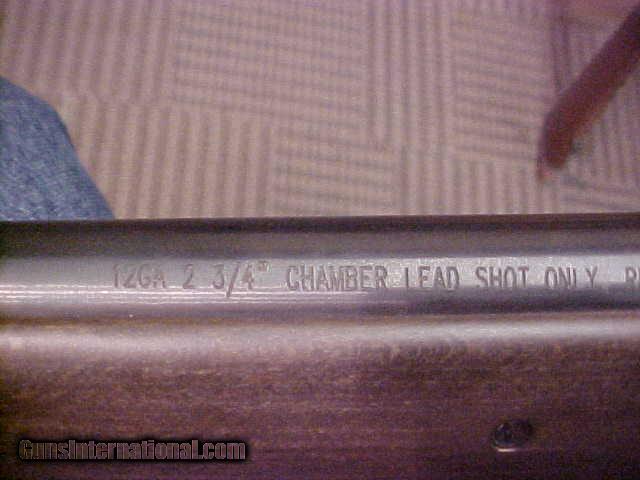 12GA 2 3/4" CHAMBER LEAD SHOT ONLY
GunsInternational.com